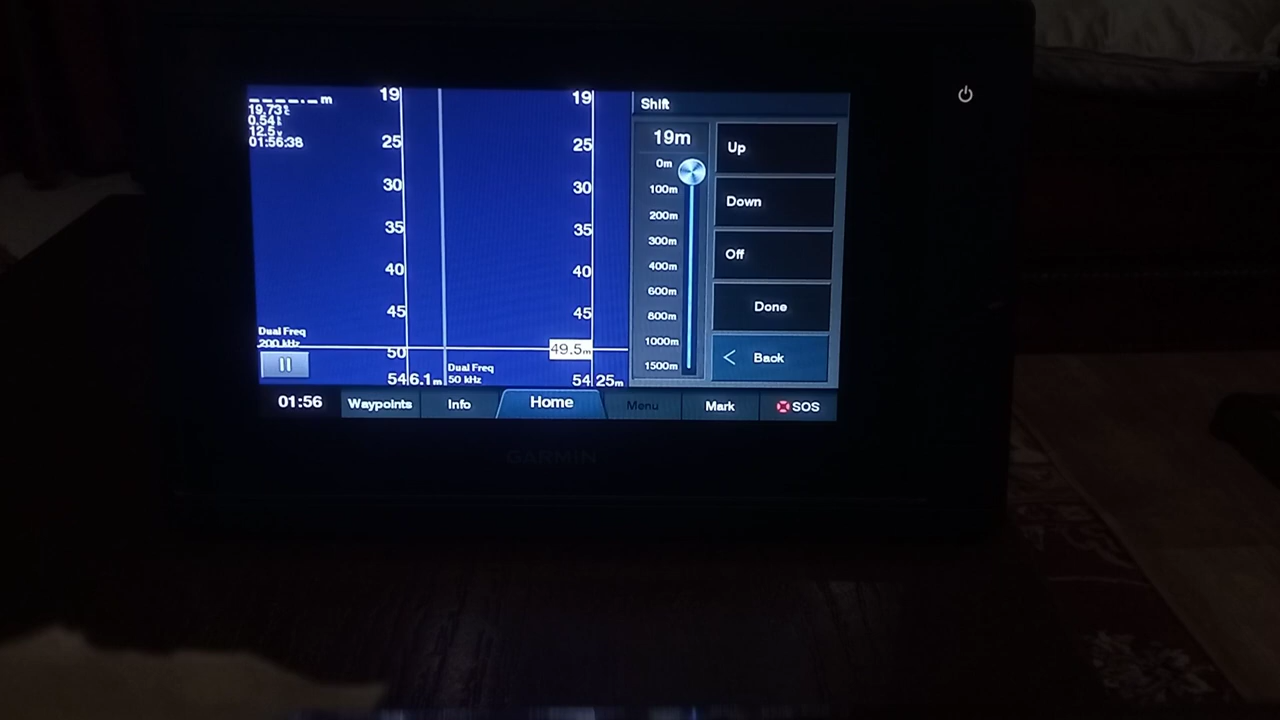 _ _ _ _ . _ m
19.73
0.54
12.5v
01:56:38
19
25
30
35
40
45
50
54
6.1m
Dual Freq
200 kHz
19
25
30
35
40
45
49.5m
54
25m
Dual Freq
50 kHz
Shift
19m
0m
100m
200m
300m
400m
600m
800m
1000m
1500m
Up
Down
Off
Done
Back
01:56
Waypoints
Info
Home
Menu
Mark
SOS
GARMIN